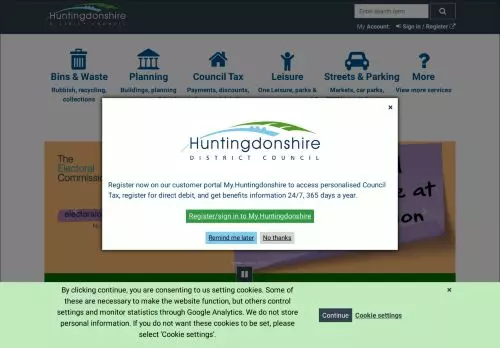 Huntingdonshire
DISTRICT COUNCIL
Enter search term
My Account: Sign in / Register
Bins & Waste
Planning
Council Tax
Leisure
Streets & Parking
More
Rubbish, recycling, collections
Buildings, planning
Payments, discounts,
One Leisure, parks &
Markets, car parks,
View more services
×
Huntingdonshire
DISTRICT COUNCIL
Register now on our customer portal My.Huntingdonshire to access personalised Council
Tax, register for direct debit, and get benefits information 24/7, 365 days a year.
Register/sign in to My.Huntingdonshire
Remind me later
No thanks
The
Electoral
Commission
By clicking continue, you are consenting to us setting cookies. Some of
these are necessary to make the website function, but others control
settings and monitor statistics through Google Analytics. We do not store
personal information. If you do not want these cookies to be set, please
select 'Cookie settings'.
Continue
Cookie settings
×